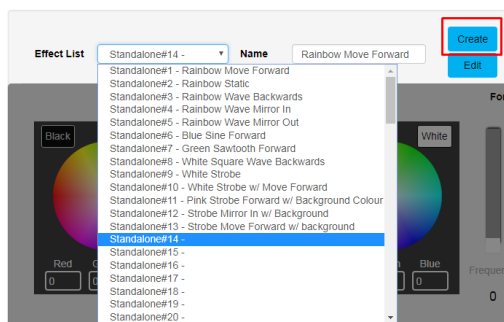 Create
Effect List
Standalone#14 -
Name
Rainbow Move Forward
Edit
Standalone#1 - Rainbow Move Forward
Standalone#2 - Rainbow Static
Standalone#3 - Rainbow Wave Backwards
Standalone#4 - Rainbow Wave Mirror In
Standalone#5 - Rainbow Wave Mirror Out
Standalone#6 - Blue Sine Forward
Standalone#7 - Green Sawtooth Forward
Standalone#8 - White Square Wave Backwards
Standalone#9 - White Strobe
Standalone#10 - White Strobe w/ Move Forward
Standalone#11 - Pink Strobe Forward w/ Background Colour
Standalone#12 - Strobe Mirror In w/ Background
Standalone#13 - Strobe Move Forward w/ background
Standalone#14 -
Standalone#15 -
Standalone#16 -
Standalone#17 -
Standalone#18 -
Standalone#19 -
Standalone#20 -
Black
White
Red
Blue
0
0
0